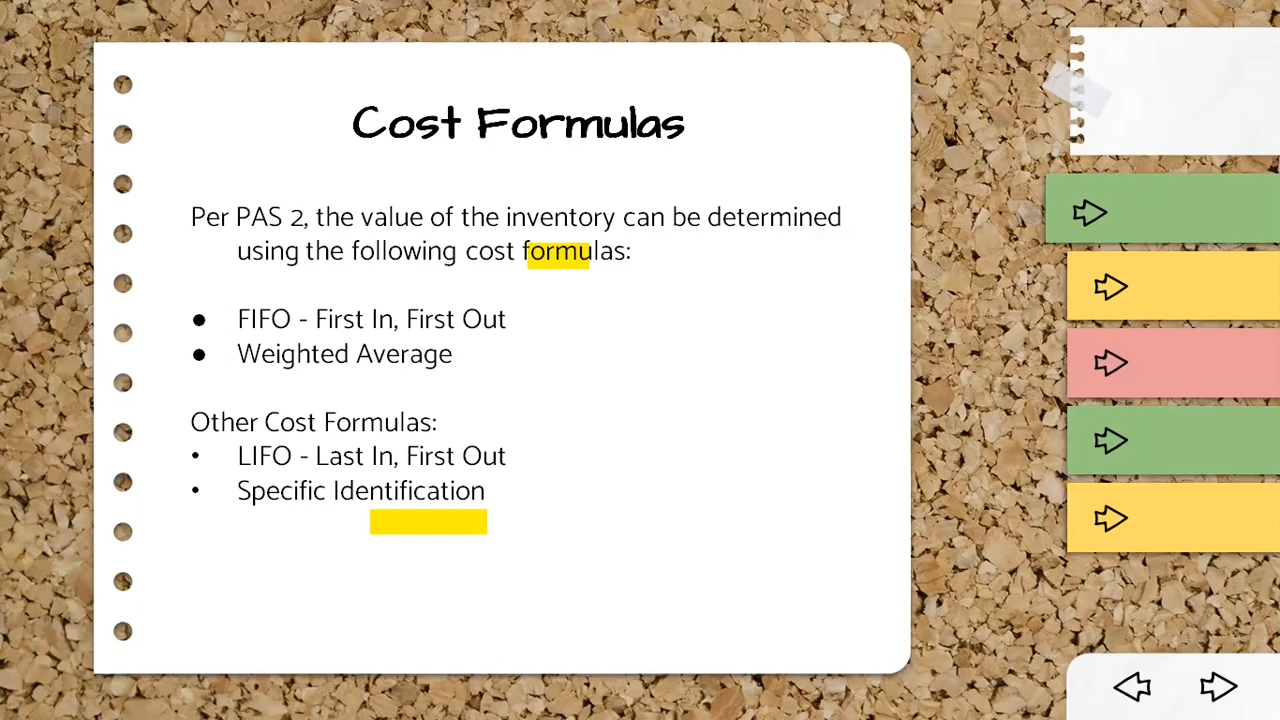 Cost Formulas
Per PAS 2, the value of the inventory can be determined
using the following cost formulas:
● FIFO - First In, First Out
● Weighted Average
Other Cost Formulas:
• LIFO - Last In, First Out
• Specific Identification